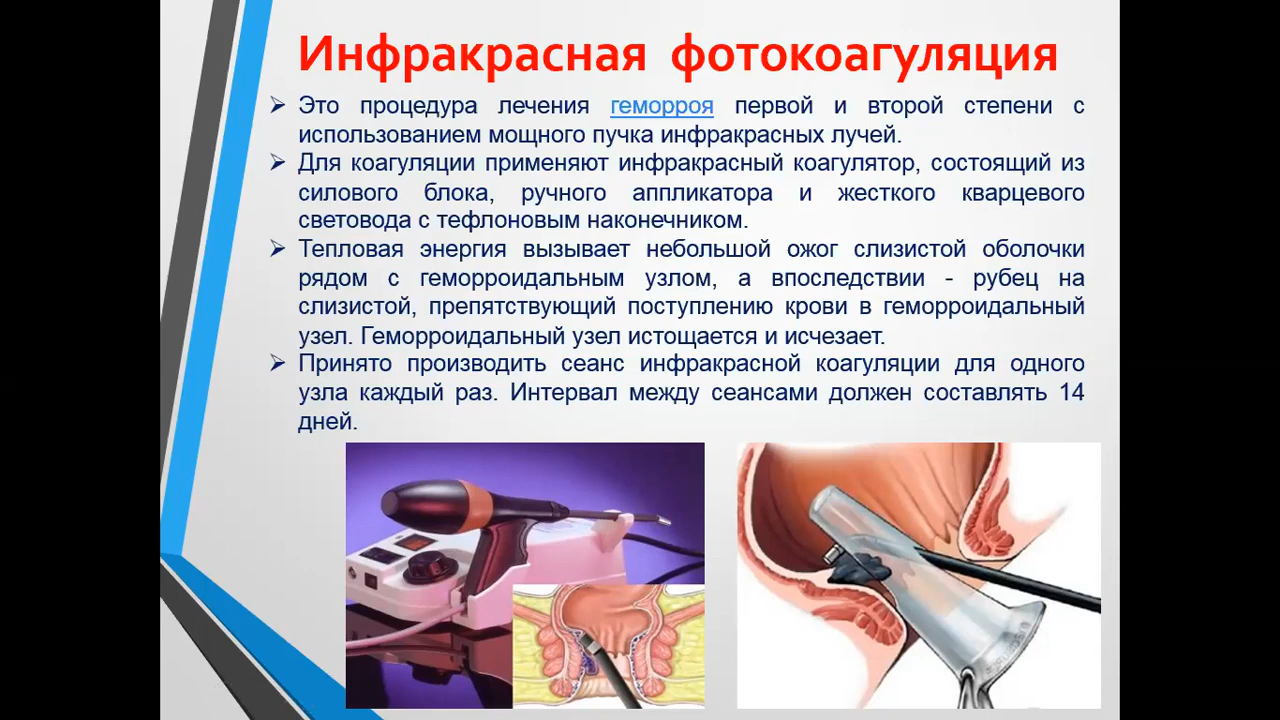 Инфракрасная фотокоагуляция
➢ Это процедура лечения геморроя первой и второй степени с
использованием мощного пучка инфракрасных лучей.
➢ Для коагуляции применяют инфракрасный коагулятор, состоящий из
силового блока, ручного аппликатора и жесткого кварцевого
световода с тефлоновым наконечником.
➢ Тепловая энергия вызывает небольшой ожог слизистой оболочки
рядом с геморроидальным узлом, а впоследствии - рубец на
слизистой, препятствующий поступлению крови в геморроидальный
узел. Геморроидальный узел истощается и исчезает.
➢ Принято производить сеанс инфракрасной коагуляции для одного
узла каждый раз. Интервал между сеансами должен составлять 14
дней.